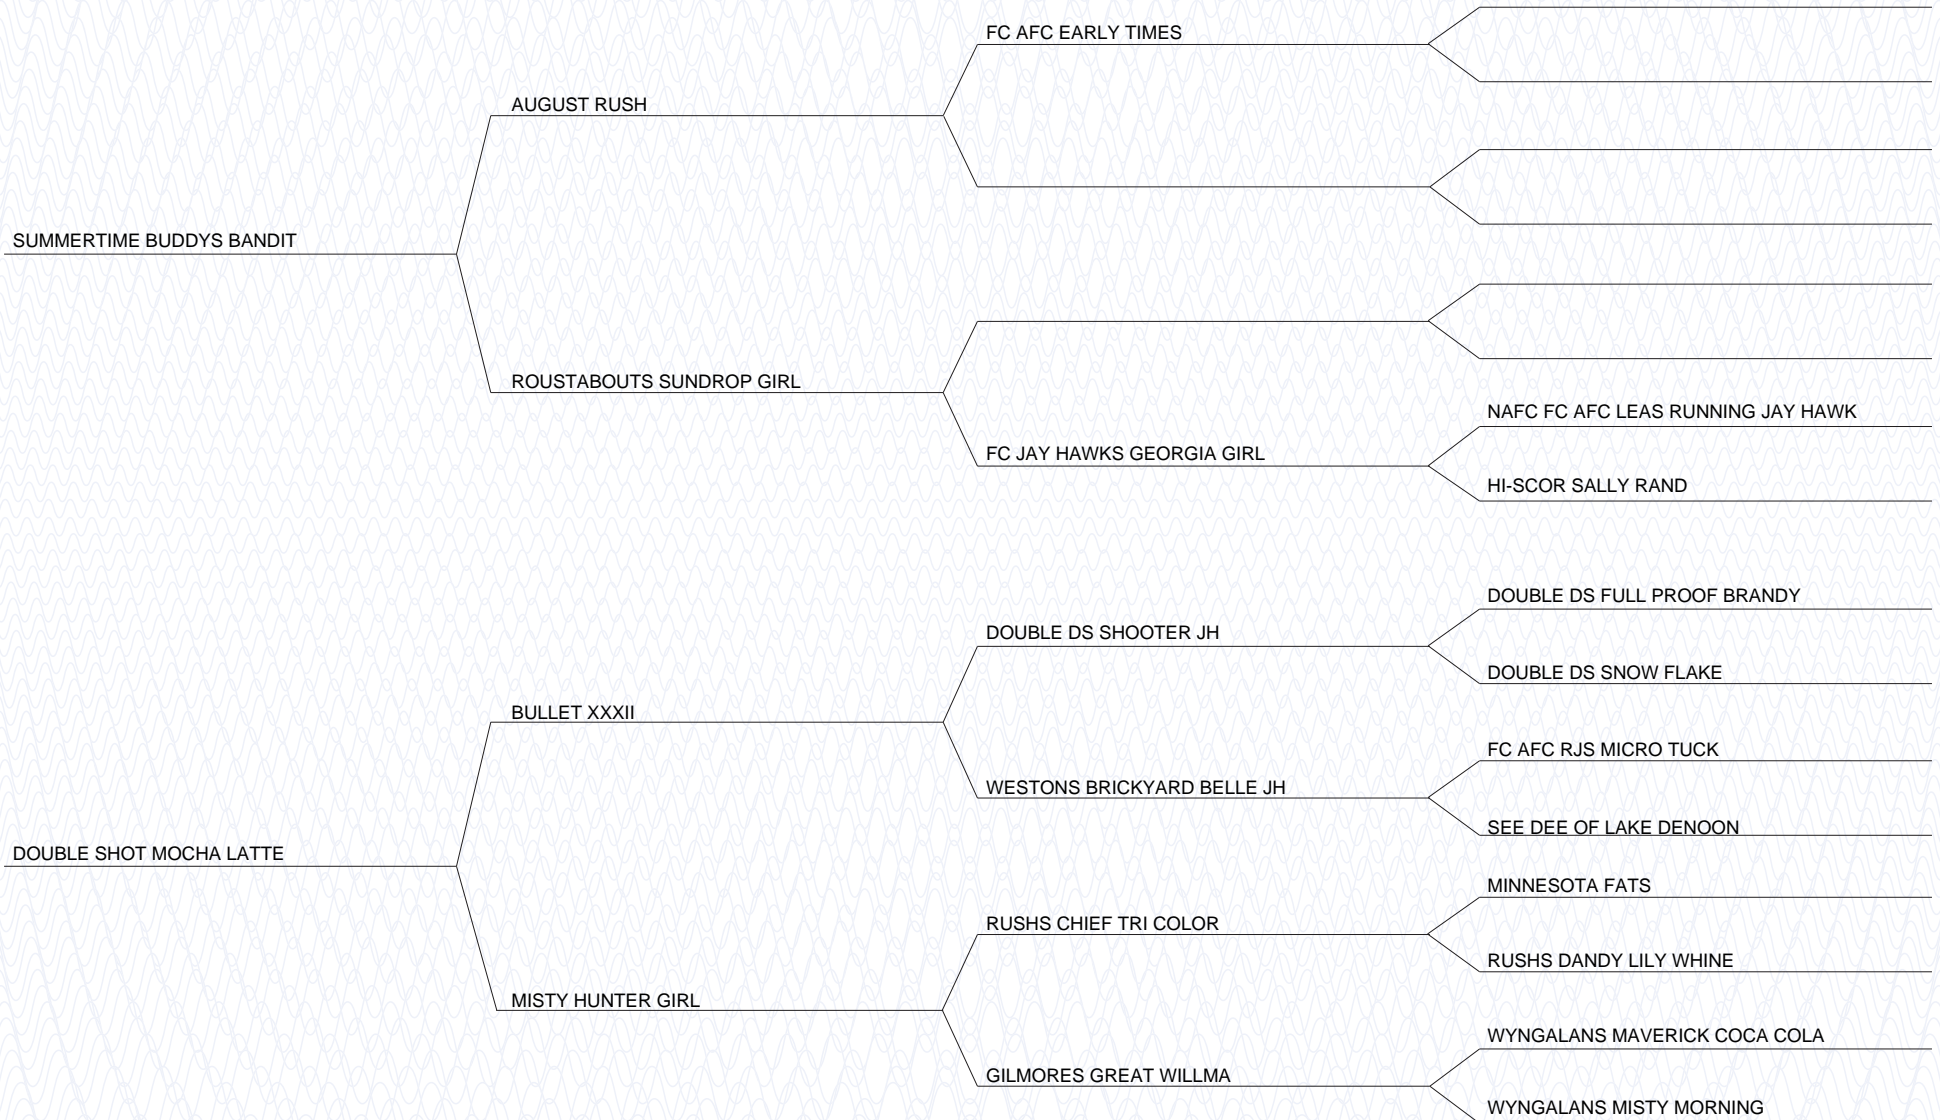 FC AFC EARLY TIMES
AUGUST RUSH
SUMMERTIME BUDDYS BANDIT
ROUSTABOUTS SUNDROP GIRL
NAFC FC AFC LEAS RUNNING JAY HAWK
FC JAY HAWKS GEORGIA GIRL
HI-SCOR SALLY RAND
DOUBLE DS FULL PROOF BRANDY
DOUBLE DS SHOOTER JH
DOUBLE DS SNOW FLAKE
BULLET XXXII
FC AFC RJS MICRO TUCK
WESTONS BRICKYARD BELLE JH
SEE DEE OF LAKE DENOON
DOUBLE SHOT MOCHA LATTE
MINNESOTA FATS
RUSHS CHIEF TRI COLOR
RUSHS DANDY LILY WHINE
MISTY HUNTER GIRL
WYNGALANS MAVERICK COCA COLA
GILMORES GREAT WILLMA
WYNGALANS MISTY MORNING